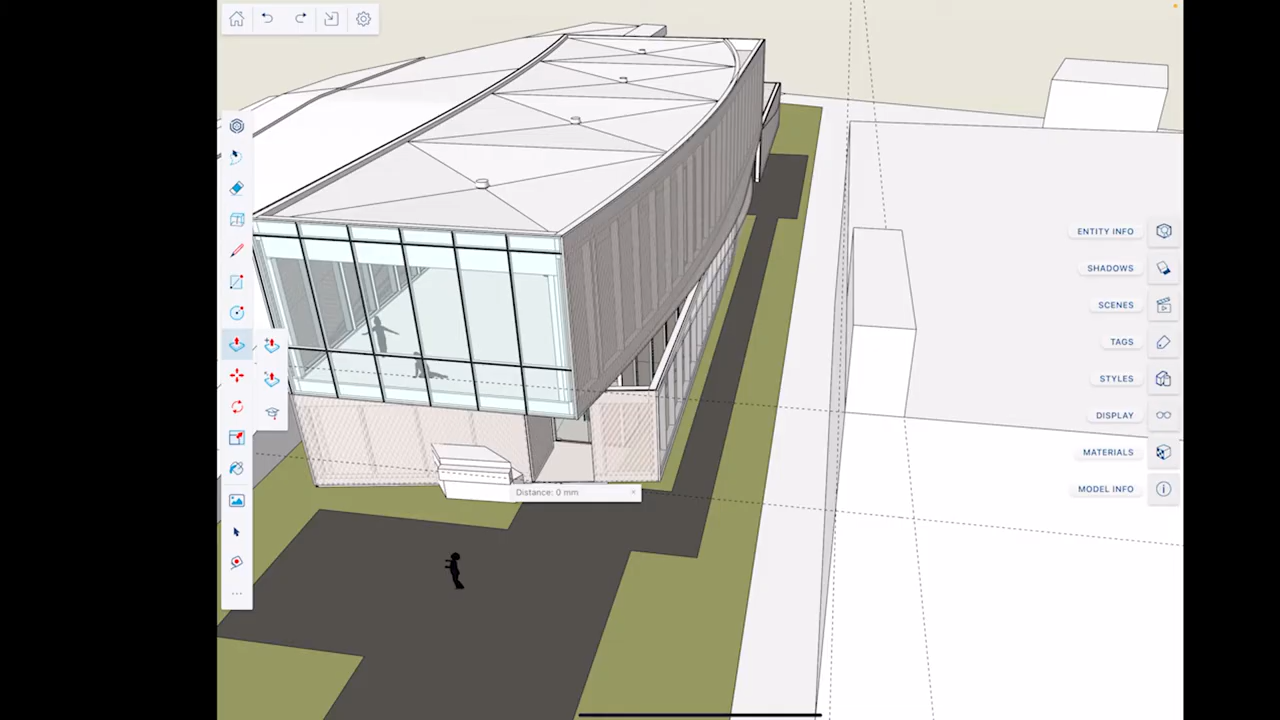 ENTITY INFO
SHADOWS
SCENES
TAGS
STYLES
DISPLAY
MATERIALS
MODEL INFO
Distance: 0 mm